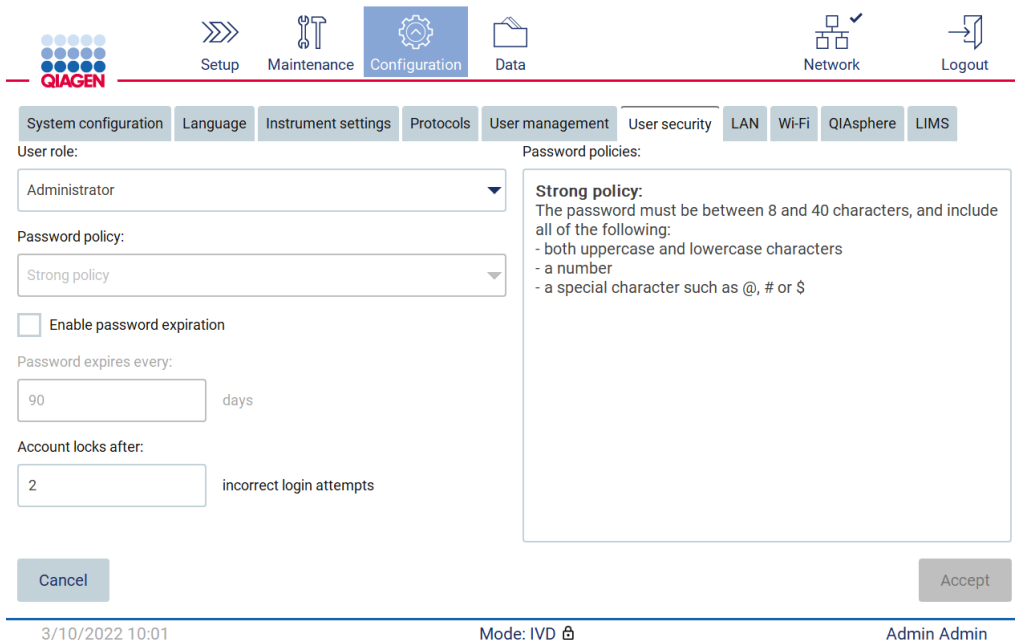 QIAGEN
Setup
Maintenance
Configuration
Data
Network
Logout
System configuration
Language
Instrument settings
Protocols
User management
User security
LAN
Wi-Fi
QIAsphere
LIMS
User role:
Administrator
Password policy:
Strong policy
Enable password expiration
Password expires every:
90 days
Account locks after:
2 incorrect login attempts
Password policies:
Strong policy:
The password must be between 8 and 40 characters, and include
all of the following:
- both uppercase and lowercase characters
- a number
- a special character such as @, # or $
Cancel
Accept
3/10/2022 10:01
Mode: IVD
Admin Admin